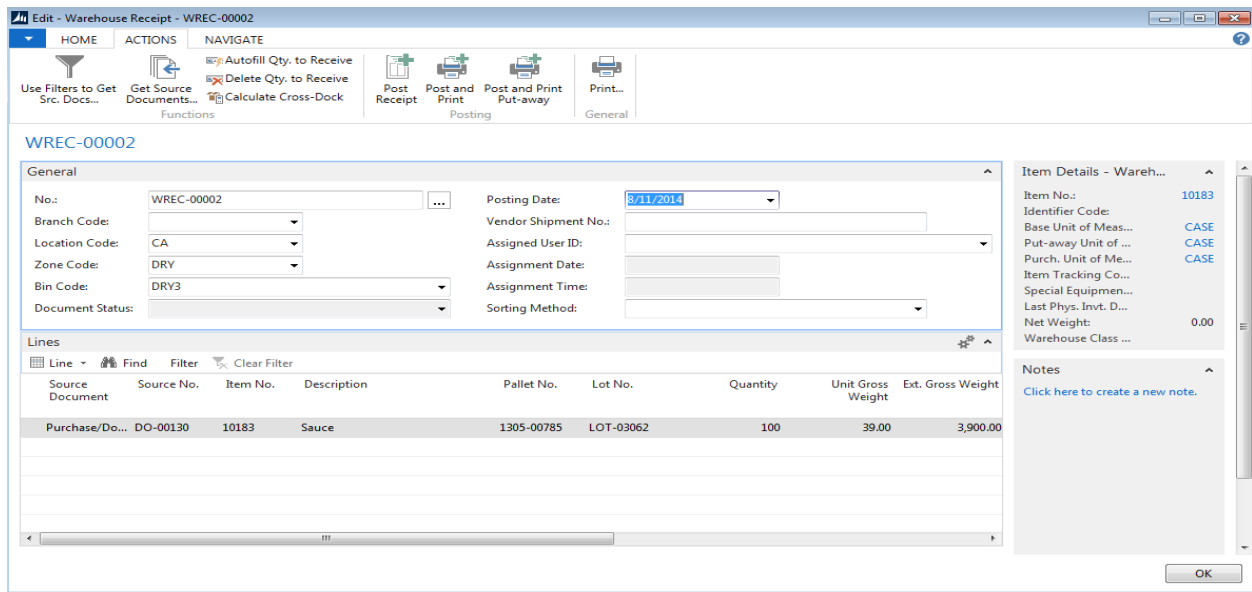 Edit - Warehouse Receipt - WREC-00002
HOME ACTIONS NAVIGATE
Use Filters to Get Src. Docs...
Get Source Documents...
Autofill Qty. to Receive
Delete Qty. to Receive
Calculate Cross-Dock
Functions
Post Receipt
Post and Print
Post and Print Put-away
Posting
Print...
General
WREC-00002
General
No.: WREC-00002 ...
Branch Code:
Location Code: CA
Zone Code: DRY
Bin Code: DRY3
Document Status:
Posting Date: 8/11/2014
Vendor Shipment No.:
Assigned User ID:
Assignment Date:
Assignment Time:
Sorting Method:
Lines
Line Find Filter Clear Filter
Source Document Source No. Item No. Description Pallet No. Lot No. Quantity Unit Gross Weight Ext. Gross Weight
Purchase/Do... DO-00130 10183 Sauce 1305-00785 LOT-03062 100 39.00 3,900.00
Item Details - Wareh...
Item No.: 10183
Identifier Code:
Base Unit of Meas... CASE
Put-away Unit of ... CASE
Purch. Unit of Me... CASE
Item Tracking Co...
Special Equipmen...
Last Phys. Invt. D...
Net Weight: 0.00
Warehouse Class ...
Notes
Click here to create a new note.
OK